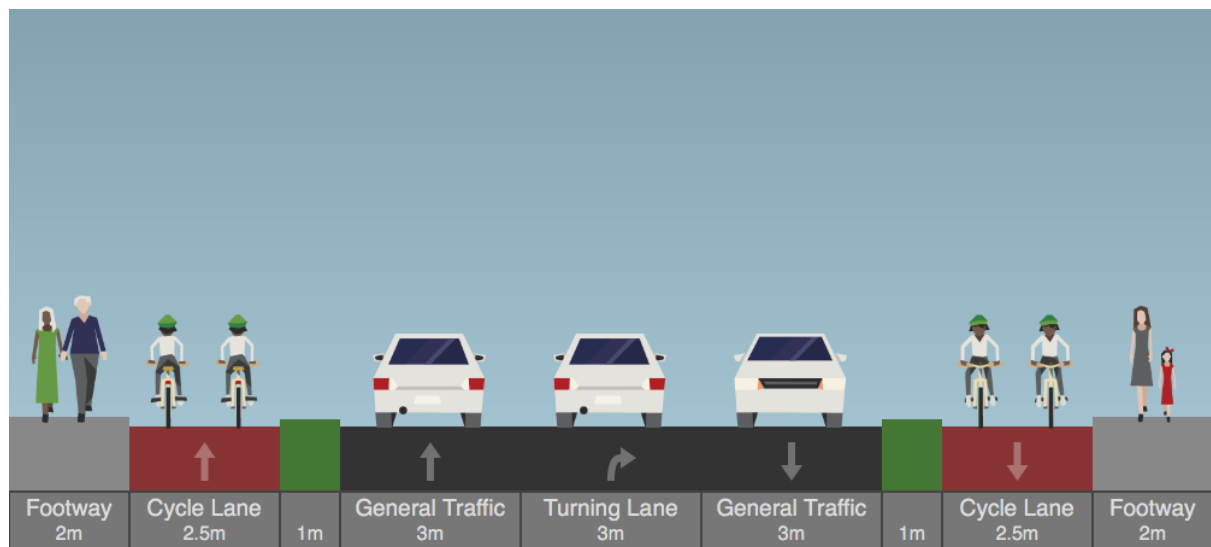 Footway
2m
Cycle Lane
2.5m
1m
General Traffic
3m
Turning Lane
3m
General Traffic
3m
1m
Cycle Lane
2.5m
Footway
2m